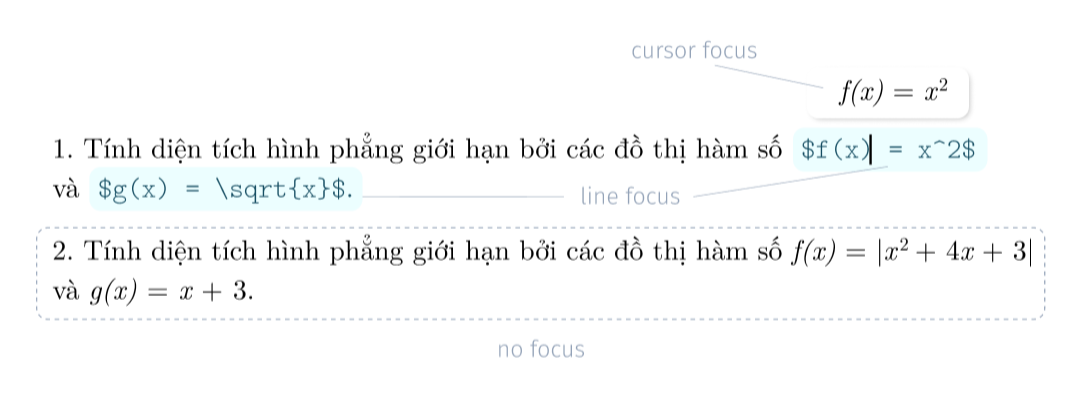 cursor focus
f(x) = x²
1. Tính diện tích hình phẳng giới hạn bởi các đồ thị hàm số $f(x) = x^2$
và $g(x) = \sqrt{x}$.
line focus
2. Tính diện tích hình phẳng giới hạn bởi các đồ thị hàm số f(x) = |x² + 4x + 3|
và g(x) = x + 3.
no focus